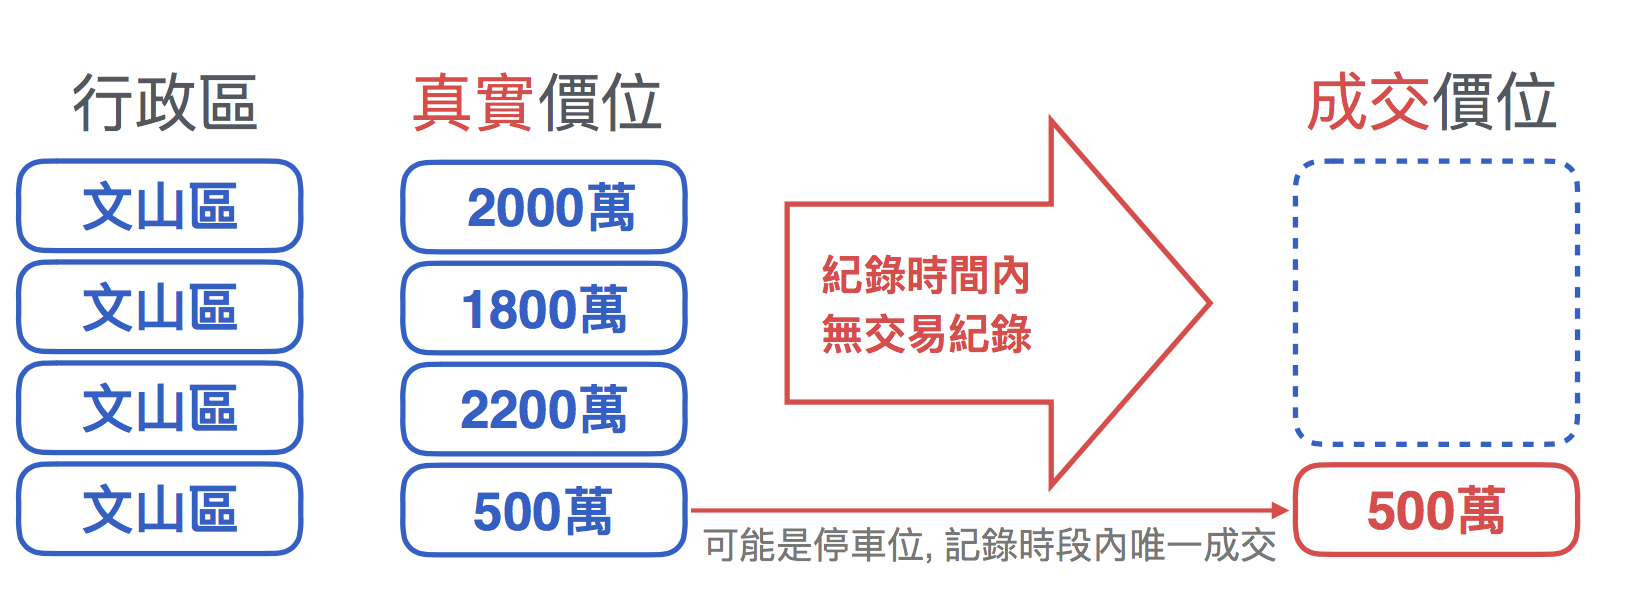 行政區 真實價位 成交價位
文山區 2000萬
文山區 1800萬
紀錄時間內
無交易紀錄
文山區 2200萬
文山區 500萬 500萬
可能是停車位, 記錄時段內唯一成交